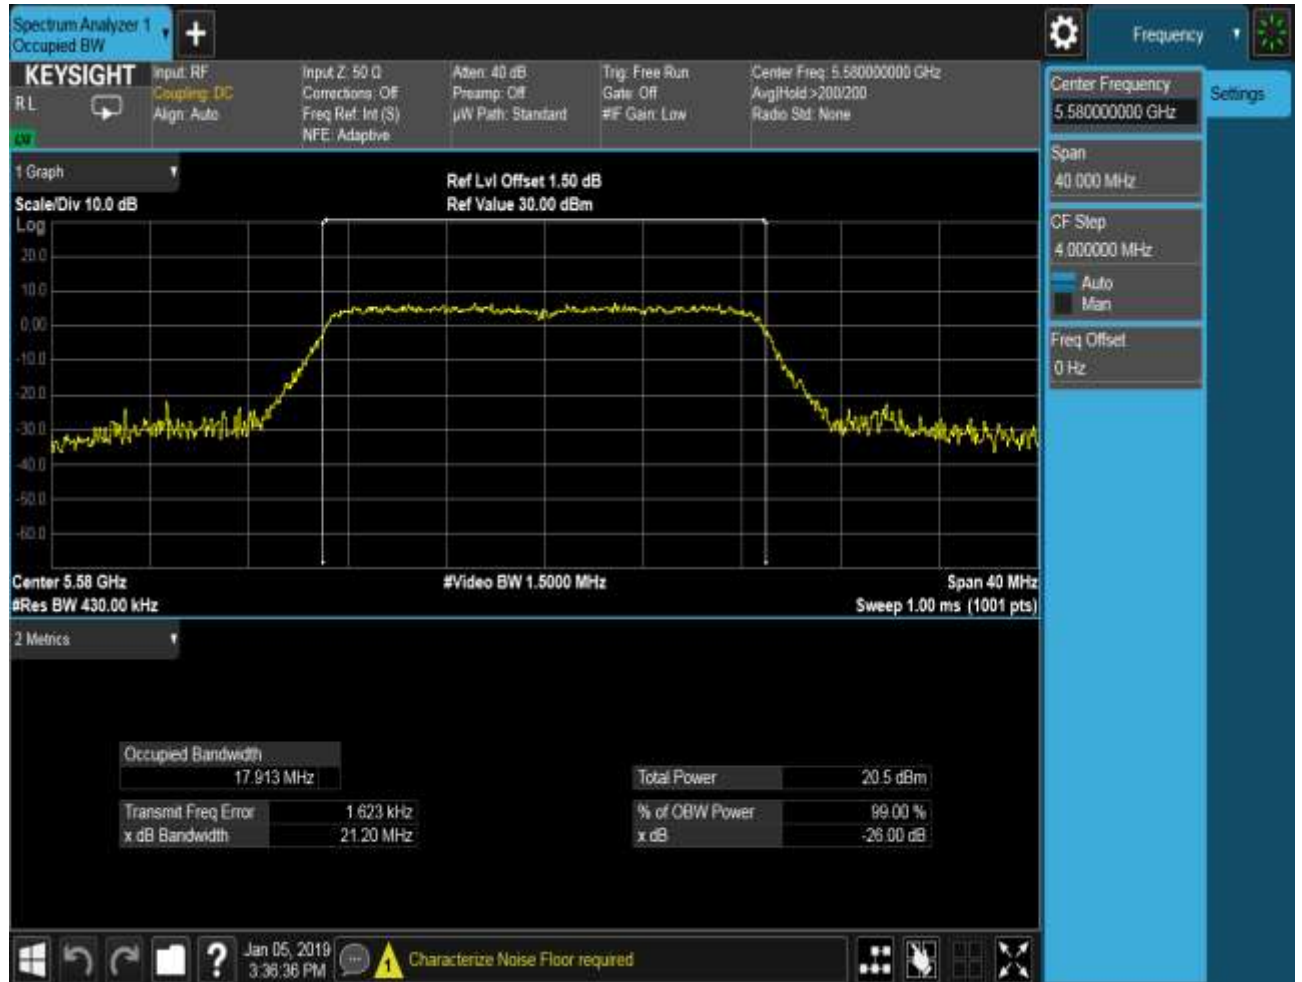 Spectrum Analyzer 1
Occupied BW
Frequency
KEYSIGHT
RL
Input: RF
Coupling: DC
Align: Auto
Input Z: 50 Ω
Corrections: Off
Freq Ref: Int (S)
NFE: Adaptive
Atten: 40 dB
Preamp: Off
µW Path: Standard
Trig: Free Run
Gate: Off
#IF Gain: Low
Center Freq: 5.580000000 GHz
Avg|Hold:>200/200
Radio Std: None
Center Frequency
5.580000000 GHz
Settings
Span
40.000 MHz
CF Step
4.000000 MHz
Auto
Man
Freq Offset
0 Hz
1 Graph
Scale/Div 10.0 dB
Ref Lvl Offset 1.50 dB
Ref Value 30.00 dBm
Log
20.0
10.0
0.00
-10.0
-20.0
-30.0
-40.0
-50.0
-60.0
Center 5.58 GHz
#Res BW 430.00 kHz
#Video BW 1.5000 MHz
Span 40 MHz
Sweep 1.00 ms (1001 pts)
2 Metrics
Occupied Bandwidth
17.913 MHz
Transmit Freq Error 1.623 kHz
x dB Bandwidth 21.20 MHz
Total Power 20.5 dBm
% of OBW Power 99.00 %
x dB -26.00 dB
Jan 05, 2019
3:36:36 PM
1
Characterize Noise Floor required